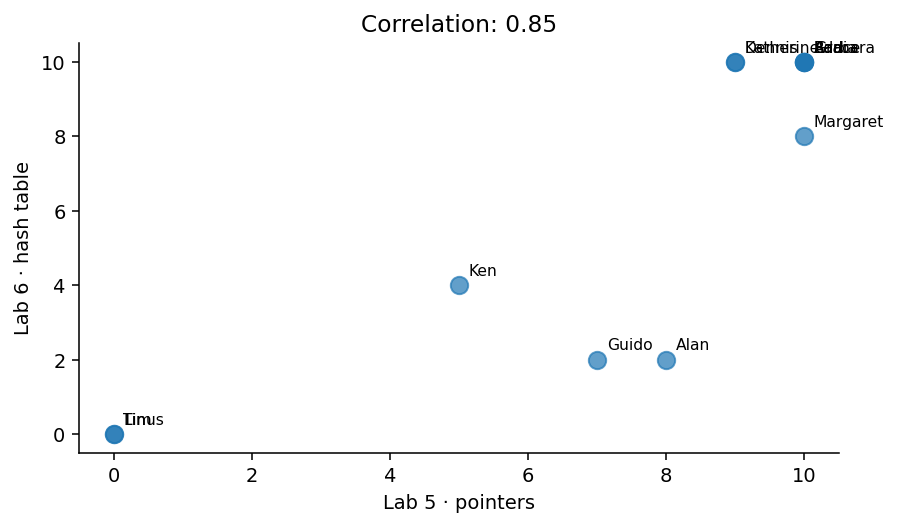 Correlation: 0.85
10
8
6
4
2
0
Lab 6 · hash table
Margaret
Ken
Guido
Alan
Tim
Linus
0
2
4
6
8
10
Lab 5 · pointers